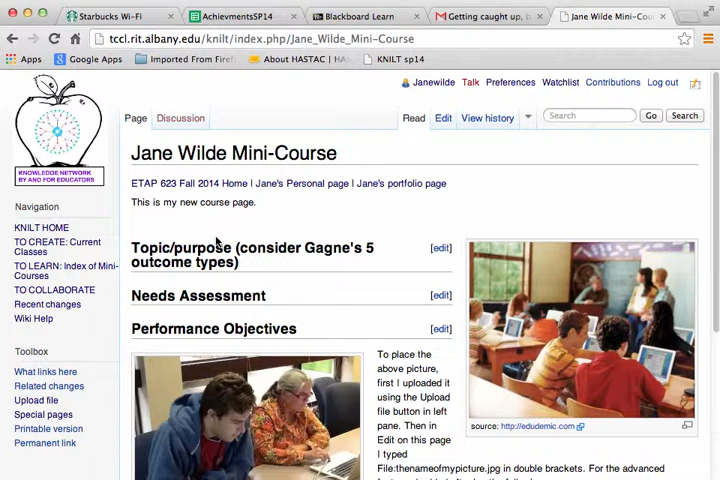 Starbucks Wi-Fi
AchievmentsSP14
Blackboard Learn
Getting caught up, b
Jane Wilde Mini-Cours
tccl.rit.albany.edu/knilt/index.php/Jane_Wilde_Mini-Course
Apps
Google Apps
Imported From Firef
About HASTAC | HAS
KNILT sp14
Janewilde Talk Preferences Watchlist Contributions Log out
Page Discussion Read Edit View history Search Go Search
KNOWLEDGE NETWORK
BY AND FOR EDUCATORS
Jane Wilde Mini-Course
ETAP 623 Fall 2014 Home | Jane's Personal page | Jane's portfolio page
This is my new course page.
Navigation
KNILT HOME
TO CREATE: Current
Classes
TO LEARN: Index of Mini-
Courses
TO COLLABORATE
Recent changes
Wiki Help
Toolbox
What links here
Related changes
Upload file
Special pages
Printable version
Permanent link
Topic/purpose (consider Gagne's 5 [edit]
outcome types)
Needs Assessment [edit]
Performance Objectives [edit]
To place the
above picture,
first I uploaded it
using the Upload
file button in left
pane. Then in
Edit on this page
I typed
File:thenameofmypicture.jpg in double brackets. For the advanced
source: http://edudemic.com